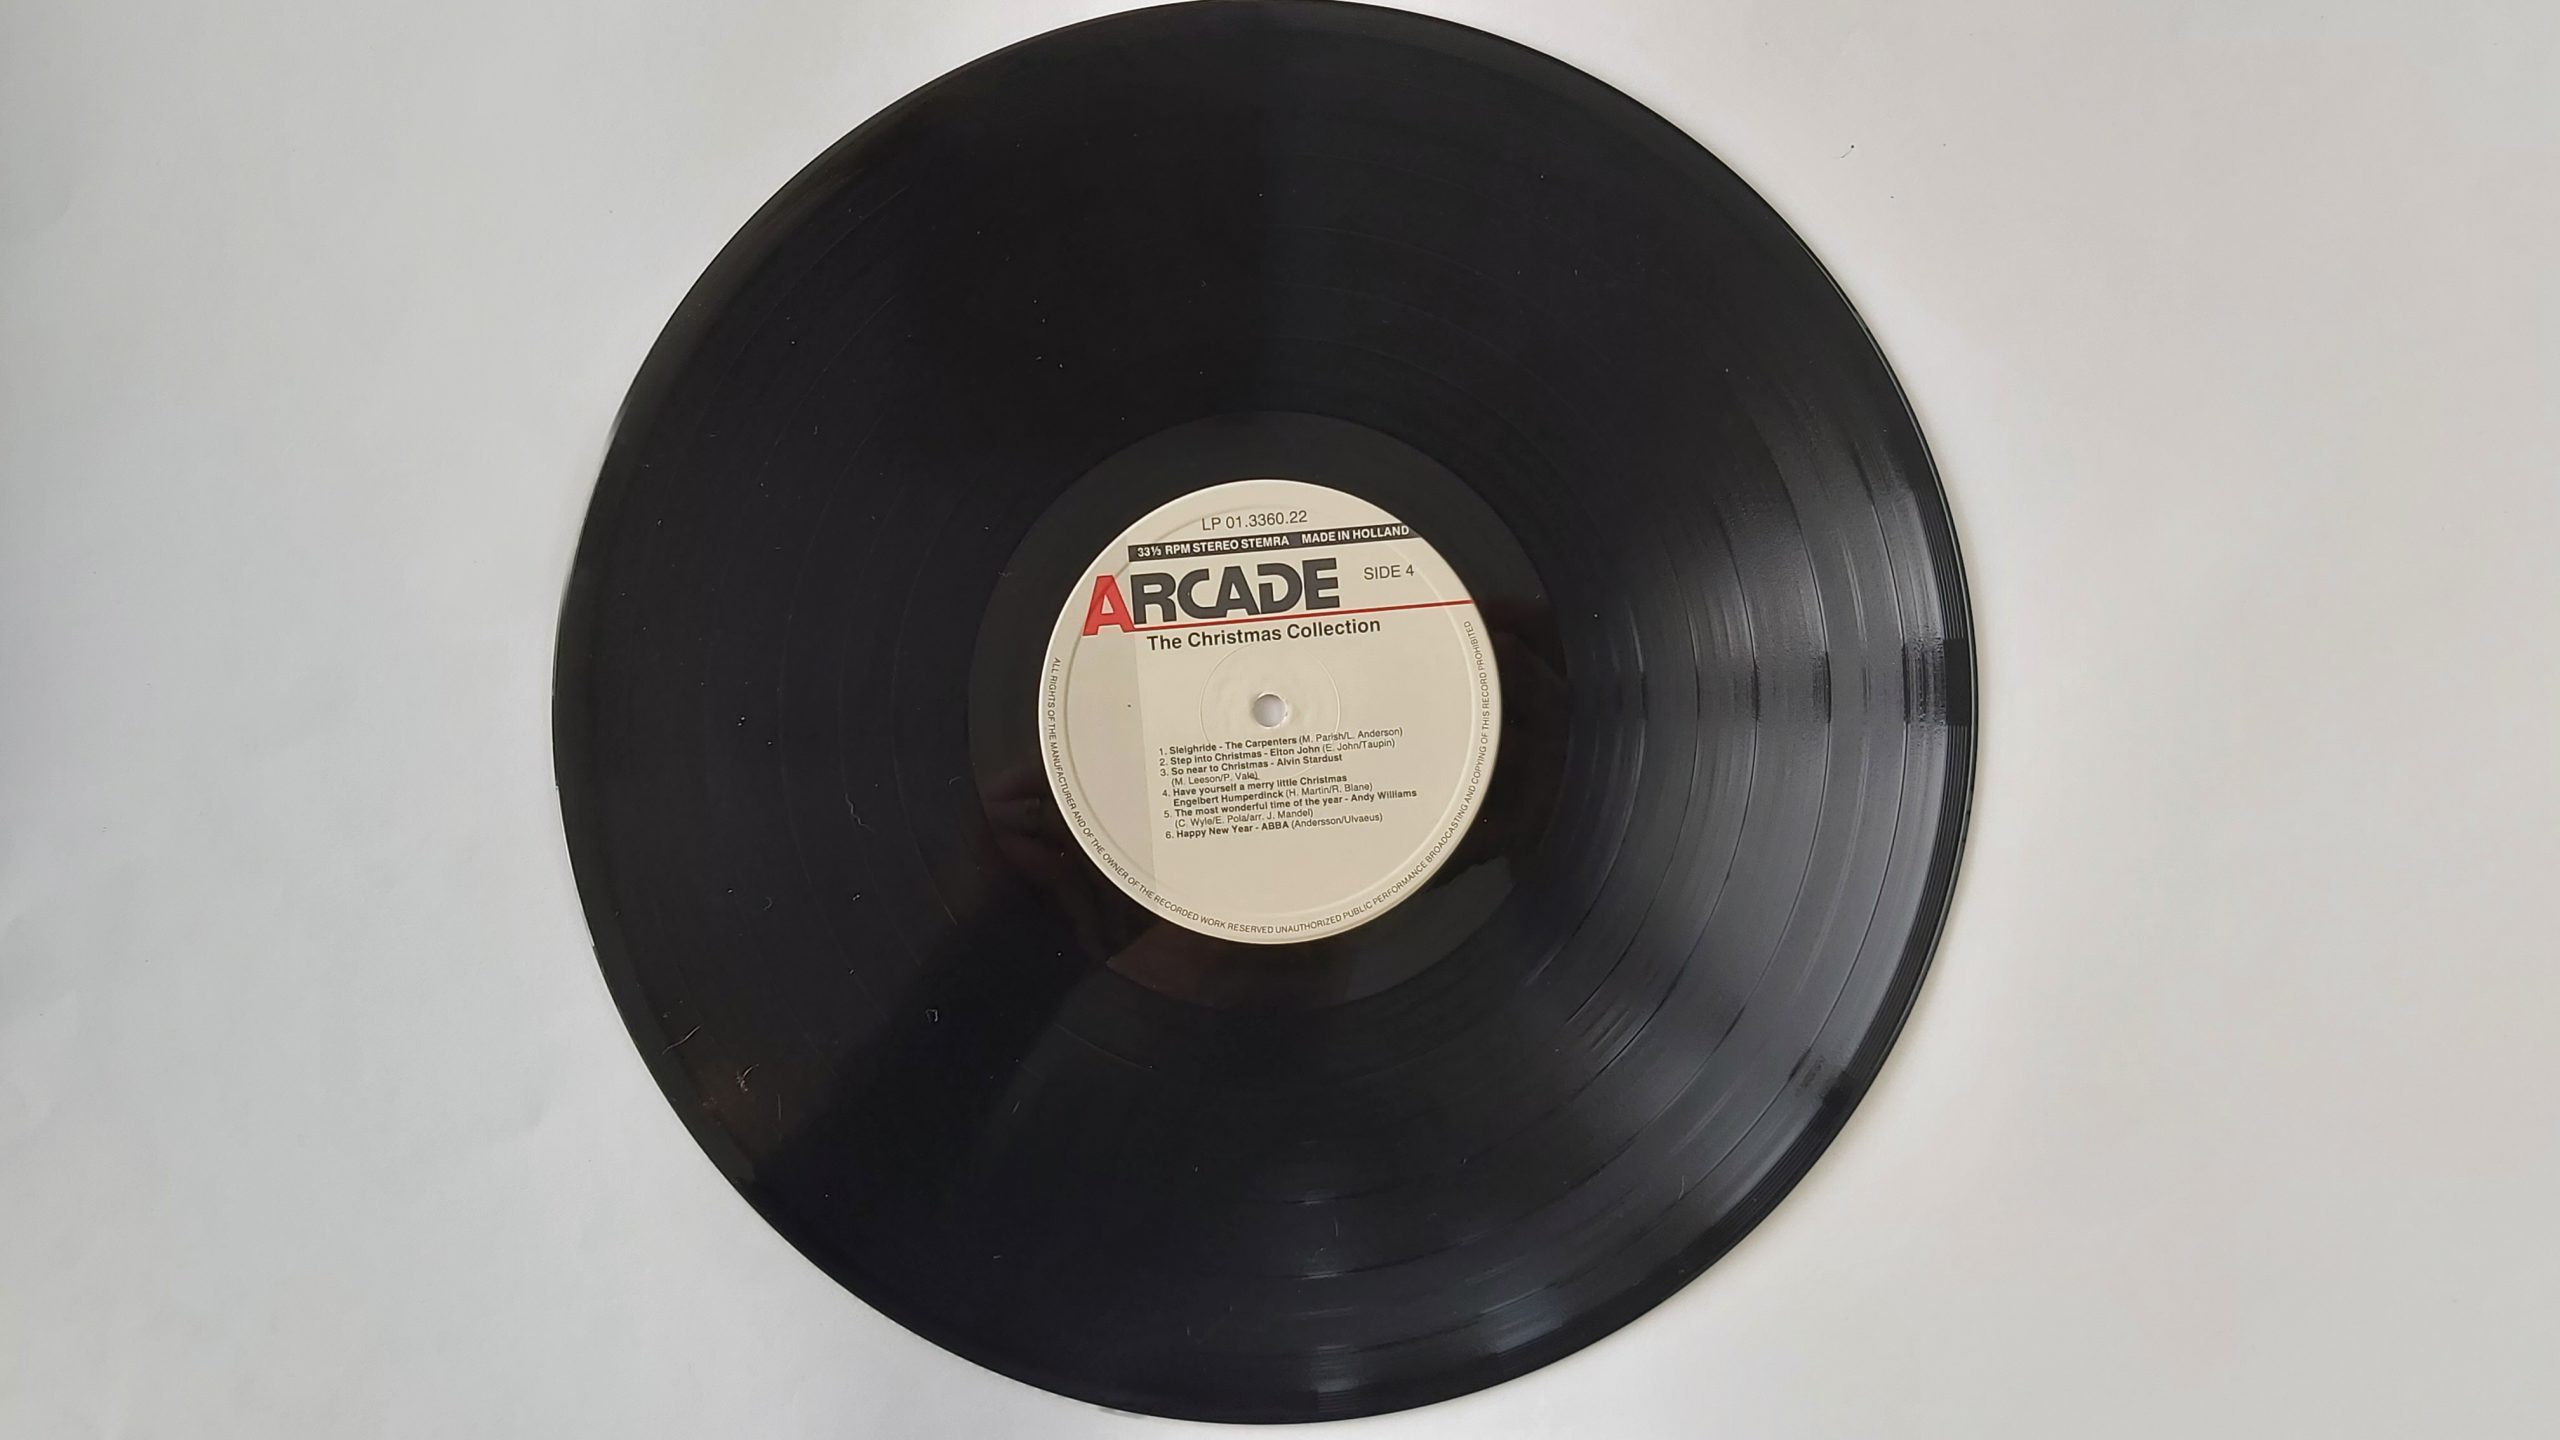 LP 01.3360.22
33⅓ RPM STEREO STEMRA MADE IN HOLLAND
ARCADE
SIDE 4
The Christmas Collection
1. Sleighride - The Carpenters (M. Parish/L. Anderson)
2. Step into Christmas - Elton John (E. John/Taupin)
3. So near to Christmas - Alvin Stardust
(M. Leeson/P. Vale)
4. Have yourself a merry little Christmas
Engelbert Humperdinck (H. Martin/R. Blane)
5. The most wonderful time of the year - Andy Williams
(C. Wyle/E. Pola/arr. J. Mandel)
6. Happy New Year - ABBA (Andersson/Ulvaeus)
ALL RIGHTS OF THE MANUFACTURER AND OF THE OWNER OF THE RECORDED WORK RESERVED UNAUTHORIZED PUBLIC PERFORMANCE BROADCASTING AND COPYING OF THIS RECORD PROHIBITED